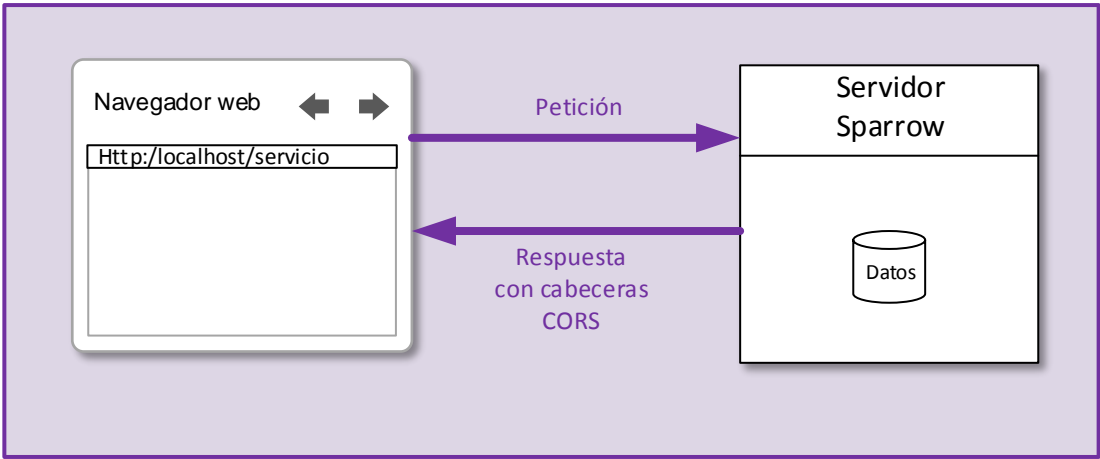 Navegador web
Http:/localhost/servicio
Petición
Respuesta
con cabeceras
CORS
Servidor
Sparrow
Datos